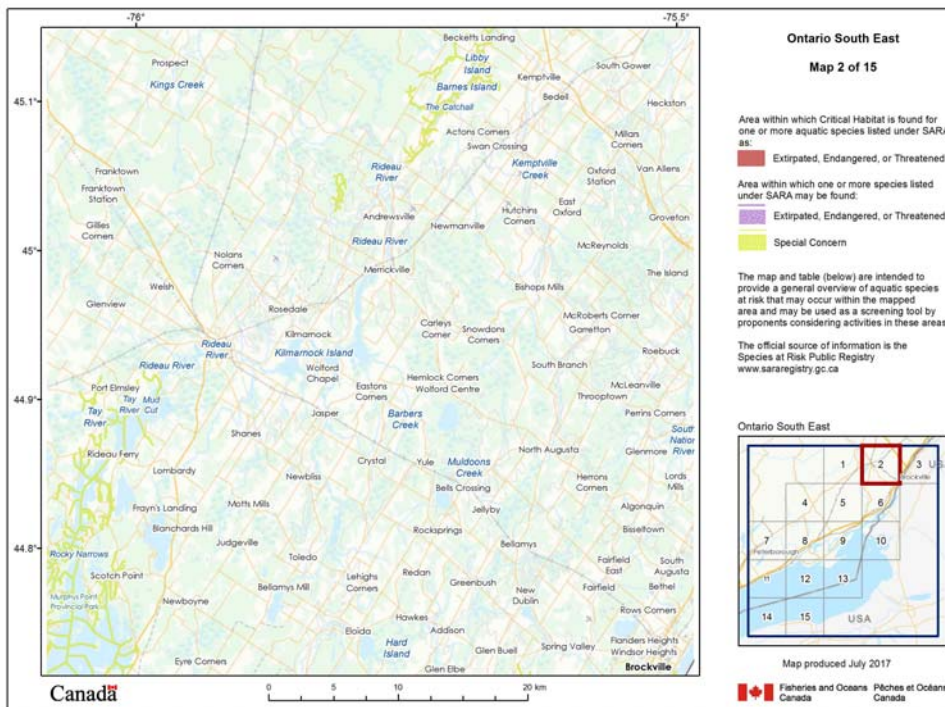 -76°
-75.5°
Becketts Landing
Libby
Island
Prospect
Kings Creek
Barnes Island
Kemptville
South Gower
45.1°
The Catchall
Bedell
Heckston
Actons Corners
Swan Crossing
Millars
Corners
Rideau
River
Kemptville
Creek
Oxford
Station
Van Allens
Franktown
Franktown
Station
Andrewsville
Newmanville
Hutchins
Corners
East
Oxford
Groveton
Gillies
Corners
45°
Rideau River
McReynolds
Nolans
Corners
Merrickville
The Island
Welsh
Bishops Mills
Glenview
Rosedale
McRoberts Corner
Garretton
Carleys
Corner
Snowdons
Corners
Rideau
River
Kilmarnock
Kilmarnock Island
Roebuck
Rideau River
Wolford
Chapel
South Branch
Port Elmsley
Eastons
Corners
Hemlock Corners
Wolford Centre
McLeanville
Throoptown
44.9°
Tay
River
Tay
River
Mud
Cut
Jasper
Barbers
Creek
Perrins Corners
South
Nation
River
Shanes
Rideau Ferry
Lombardy
Crystal
Yule
Muldoons
Creek
North Augusta
Glenmore
Newbliss
Bells Crossing
Herrons
Corners
Lords
Mills
Frayn's Landing
Motts Mills
Jellyby
Algonquin
Blanchards Hill
Rocksprings
Bisseltown
44.8°
Rocky Narrows
Judgeville
Toledo
Bellamys
Scotch Point
Fairfield
East
South
Augusta
Murphys Point
Provincial Park
Bellamys Mill
Lehighs
Corners
Redan
Greenbush
Fairfield
Bethel
Newboyne
New
Dublin
Rows Corners
Hawkes
Eloida
Addison
Hard
Island
Glen Buell
Spring Valley
Flanders Heights
Windsor Heights
Eyre Corners
Glen Elbe
Brockville
Canada
0 5 10 20 km
Ontario South East
Map 2 of 15
Area within which Critical Habitat is found for
one or more aquatic species listed under SARA
as:
Extirpated, Endangered, or Threatened
Area within which one or more species listed
under SARA may be found:
Extirpated, Endangered, or Threatened
Special Concern
The map and table (below) are intended to
provide a general overview of aquatic species
at risk that may occur within the mapped
area and may be used as a screening tool by
proponents considering activities in these areas
The official source of information is the
Species at Risk Public Registry
www.sararegistry.gc.ca
Ontario South East
1 2 3 USA
Brockville
4 5 6
7 8 9 10
Peterborough
11 12 13
14 15 USA
Map produced July 2017
Fisheries and Oceans
Canada
Pêches et Océans
Canada